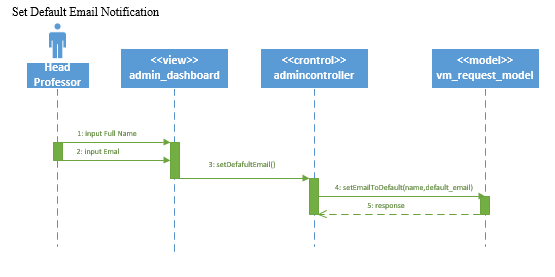 Set Default Email Notification
Head
Professor
<<view>>
admin_dashboard
<<crontrol>>
admincontroller
<<model>>
vm_request_model
1: input Full Name
2: input Emal
3: setDefafultEmail()
4: setEmailToDefault(name,default_email)
5: response